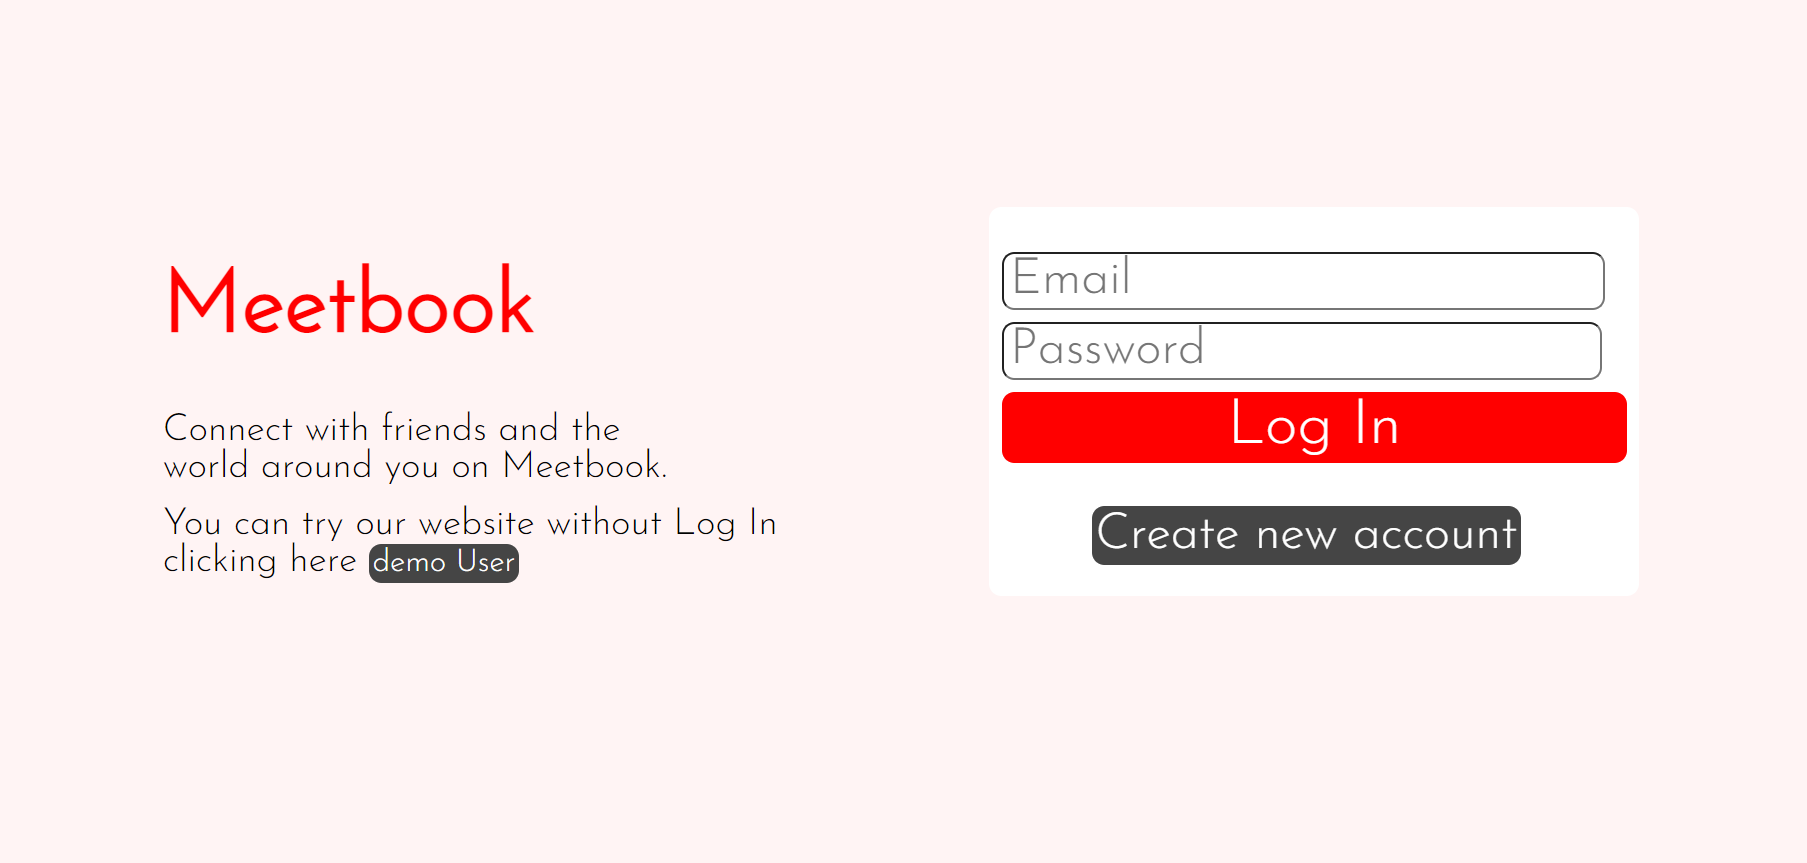 Meetbook
Connect with friends and the
world around you on Meetbook.
You can try our website without Log In
clicking here demo User
Email
Password
Log In
Create new account